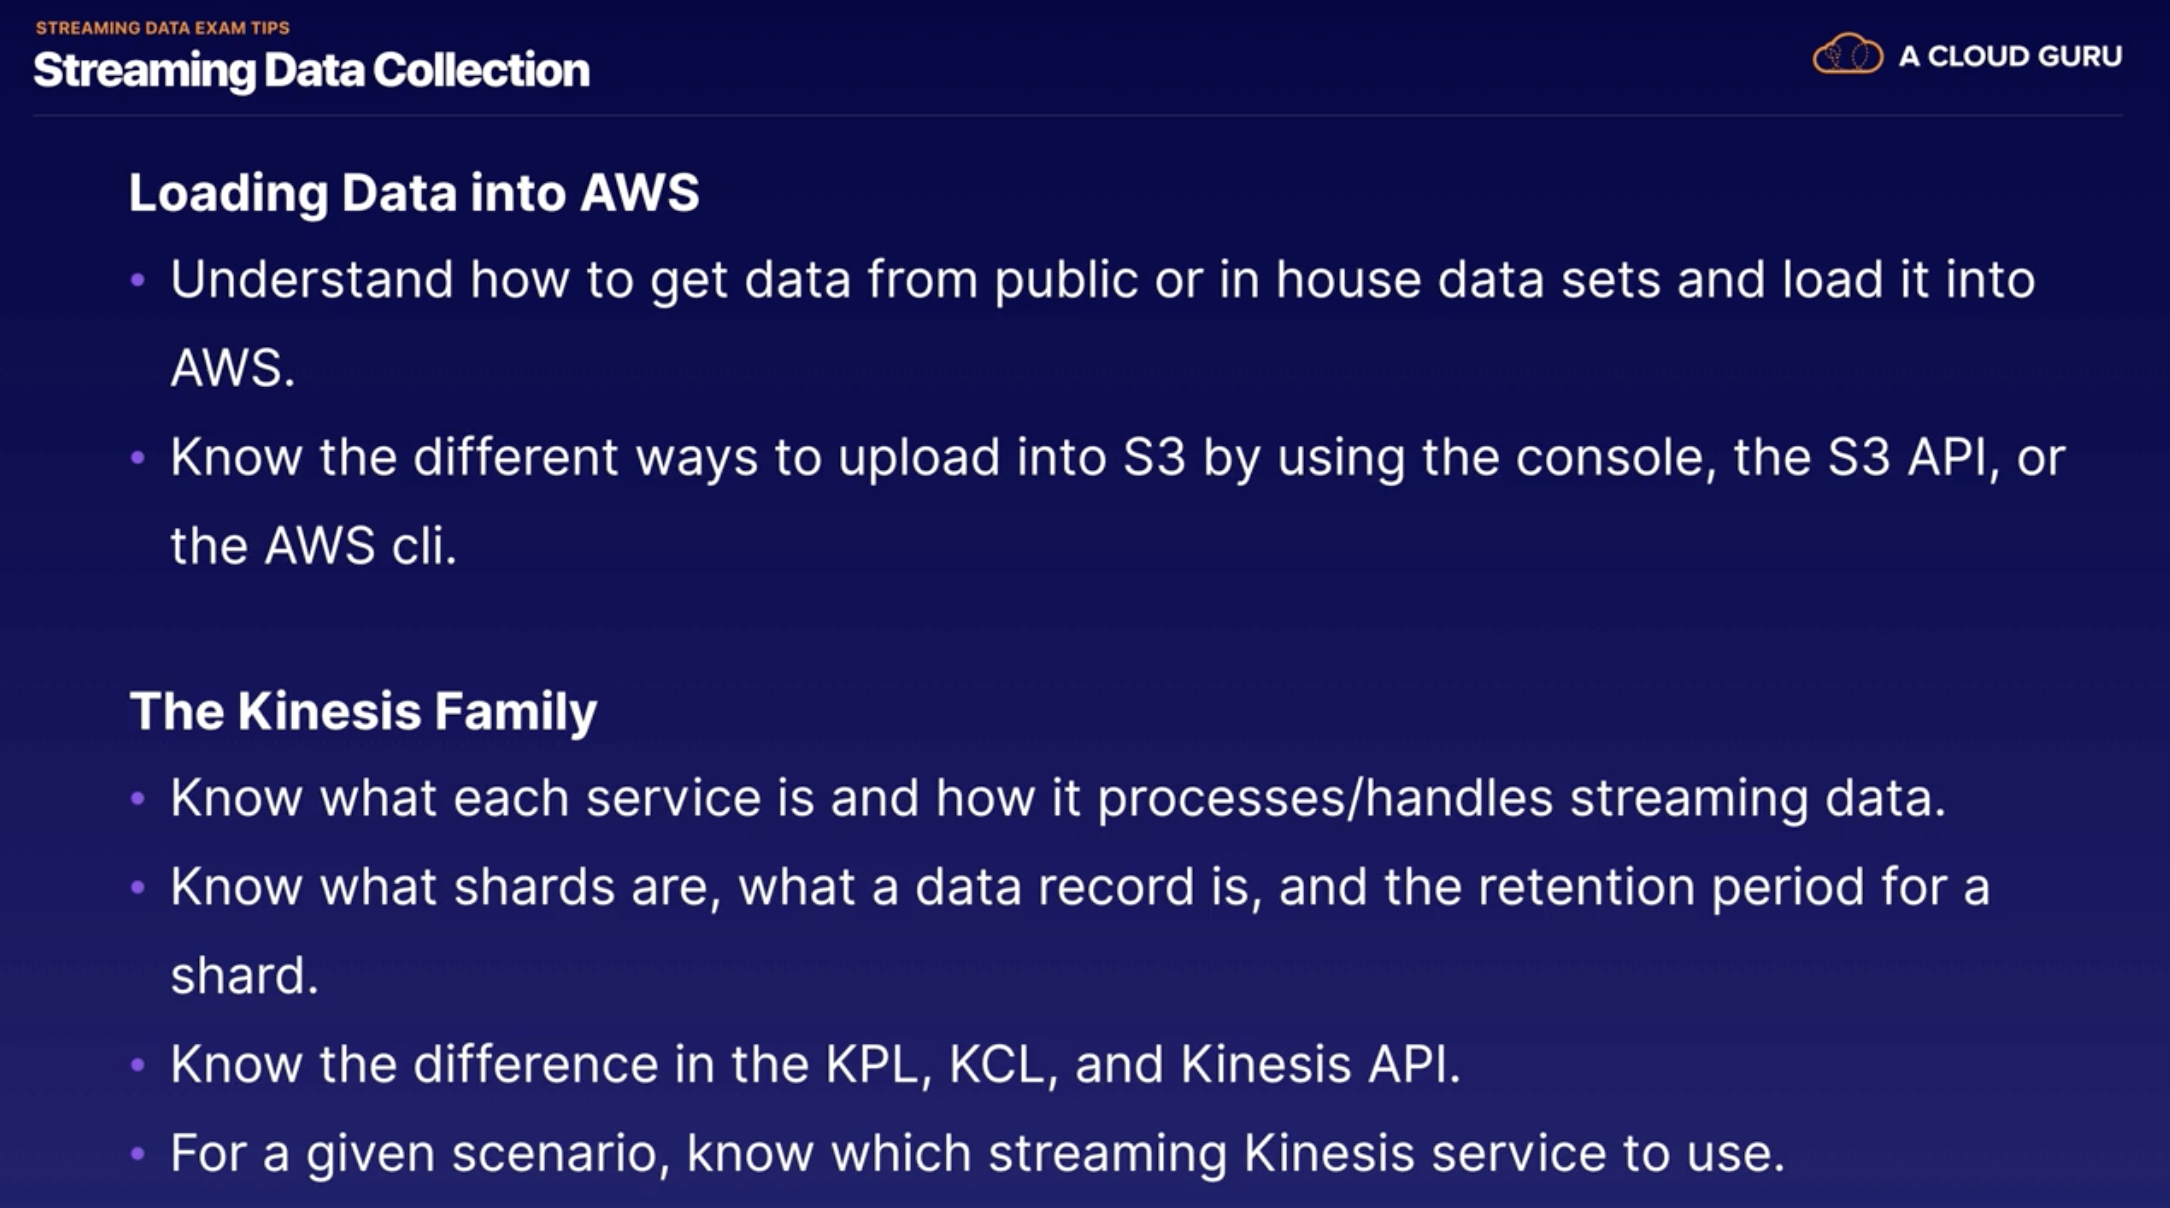 STREAMING DATA EXAM TIPS
Streaming Data Collection
A CLOUD GURU
Loading Data into AWS
• Understand how to get data from public or in house data sets and load it into
AWS.
• Know the different ways to upload into S3 by using the console, the S3 API, or
the AWS cli.
The Kinesis Family
• Know what each service is and how it processes/handles streaming data.
• Know what shards are, what a data record is, and the retention period for a
shard.
• Know the difference in the KPL, KCL, and Kinesis API.
• For a given scenario, know which streaming Kinesis service to use.